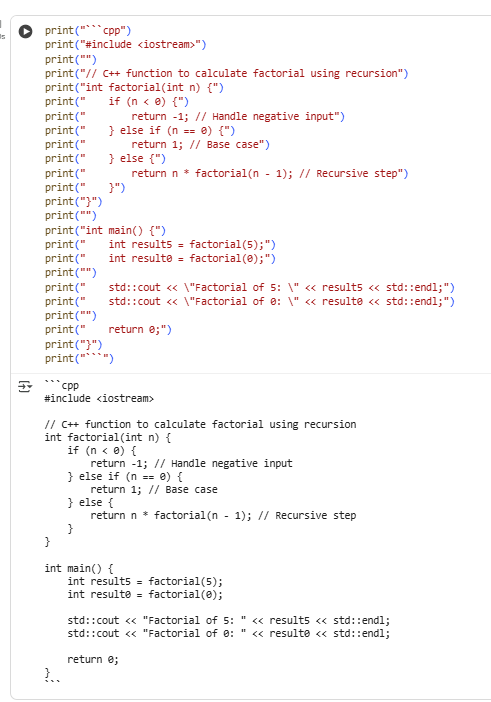 print("```cpp")
print("#include <iostream>")
print("")
print("// C++ function to calculate factorial using recursion")
print("int factorial(int n) {")
print("    if (n < 0) {")
print("        return -1; // Handle negative input")
print("    } else if (n == 0) {")
print("        return 1; // Base case")
print("    } else {")
print("        return n * factorial(n - 1); // Recursive step")
print("    }")
print("}")
print("")
print("int main() {")
print("    int result5 = factorial(5);")
print("    int result0 = factorial(0);")
print("")
print("    std::cout << \"Factorial of 5: \" << result5 << std::endl;")
print("    std::cout << \"Factorial of 0: \" << result0 << std::endl;")
print("")
print("    return 0;")
print("}")
print("```")
```cpp
#include <iostream>

// C++ function to calculate factorial using recursion
int factorial(int n) {
    if (n < 0) {
        return -1; // Handle negative input
    } else if (n == 0) {
        return 1; // Base case
    } else {
        return n * factorial(n - 1); // Recursive step
    }
}

int main() {
    int result5 = factorial(5);
    int result0 = factorial(0);

    std::cout << "Factorial of 5: " << result5 << std::endl;
    std::cout << "Factorial of 0: " << result0 << std::endl;

    return 0;
}
```